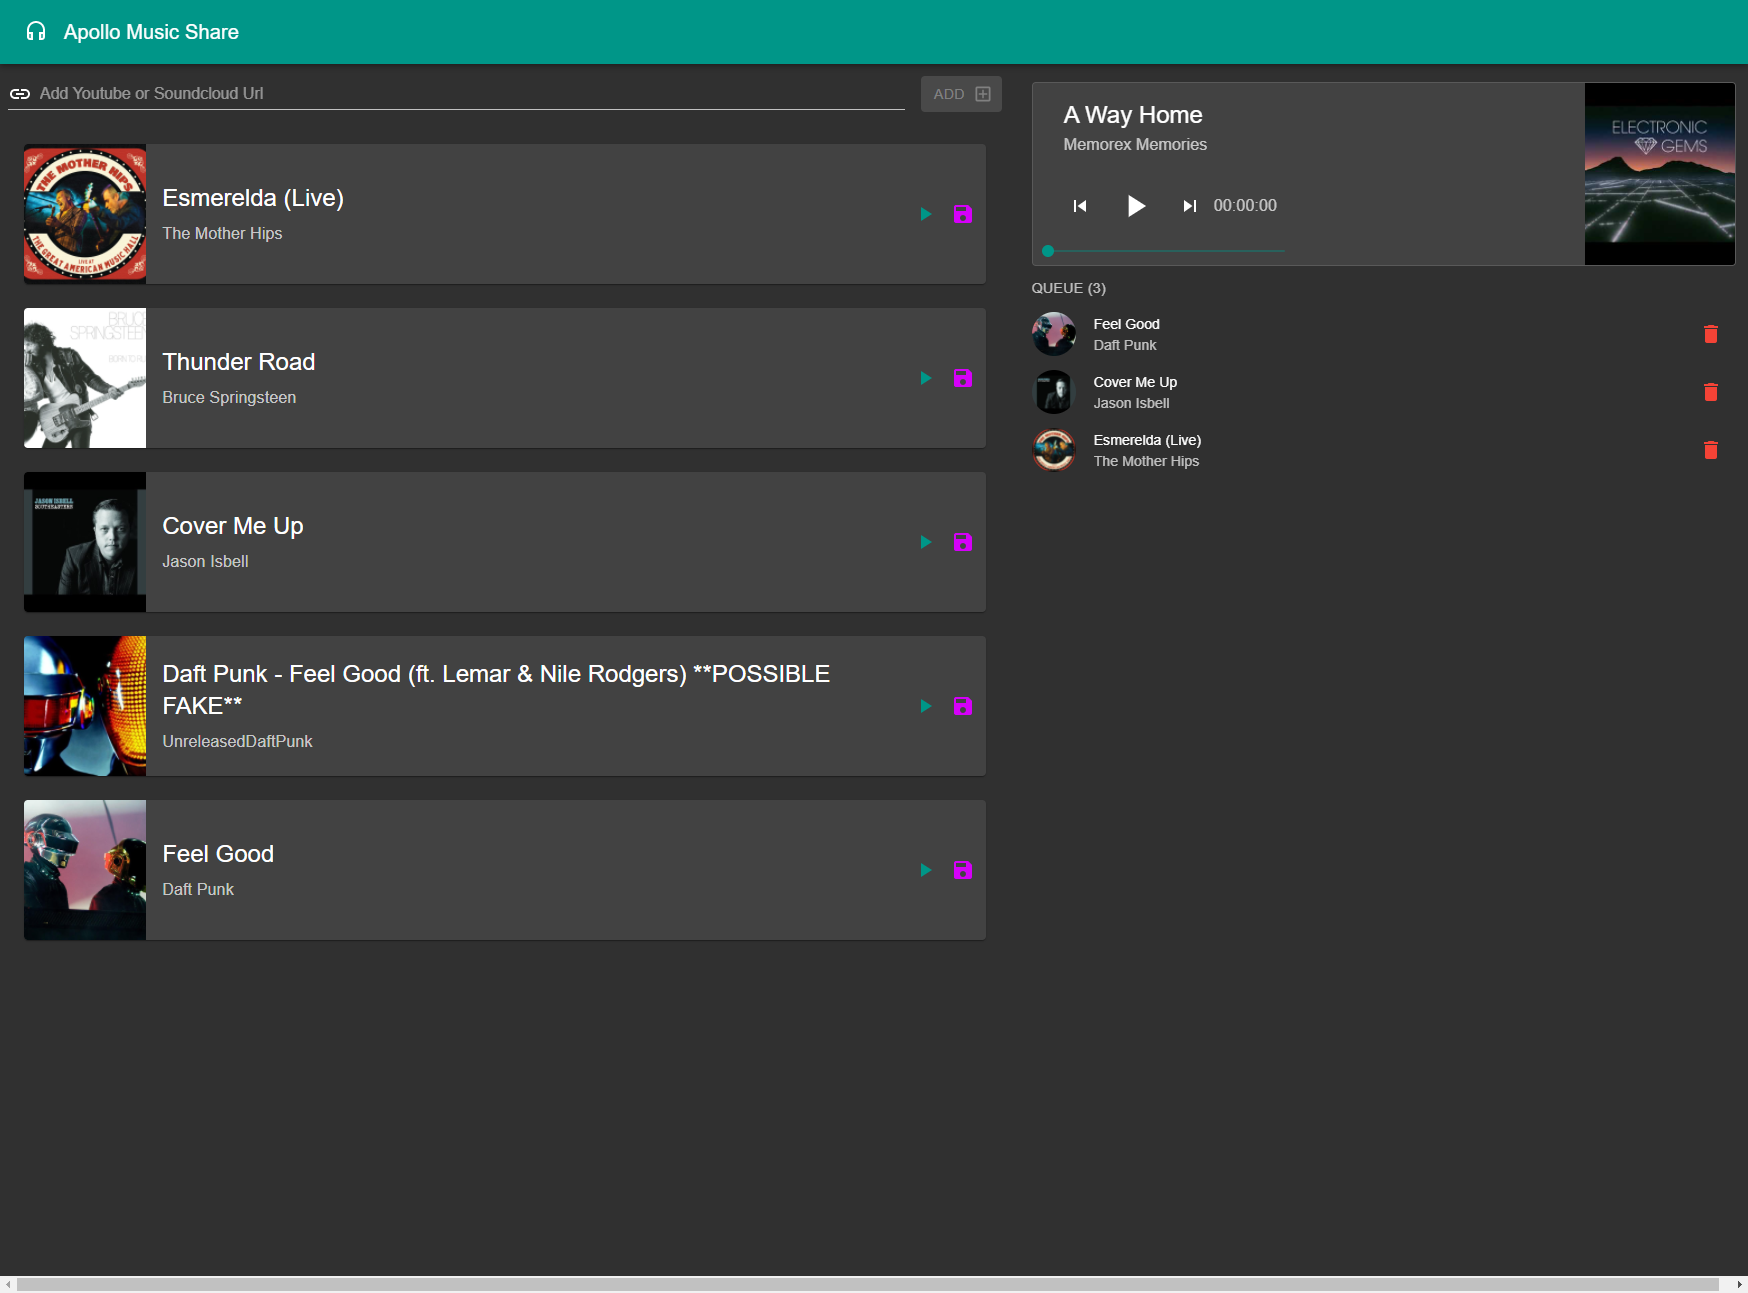 Apollo Music Share
Add Youtube or Soundcloud Url
ADD
THE MOTHER HIPS
LIVE AT
THE GREAT AMERICAN MUSIC HALL
Esmerelda (Live)
The Mother Hips
BRUCE
SPRINGSTEEN
BORN TO RUN
Thunder Road
Bruce Springsteen
JASON ISBELL
SOUTHEASTERN
Cover Me Up
Jason Isbell
Daft Punk - Feel Good (ft. Lemar & Nile Rodgers) **POSSIBLE
FAKE**
UnreleasedDaftPunk
Feel Good
Daft Punk
A Way Home
Memorex Memories
00:00:00
ELECTRONIC
GEMS
QUEUE (3)
Feel Good
Daft Punk
Cover Me Up
Jason Isbell
Esmerelda (Live)
The Mother Hips